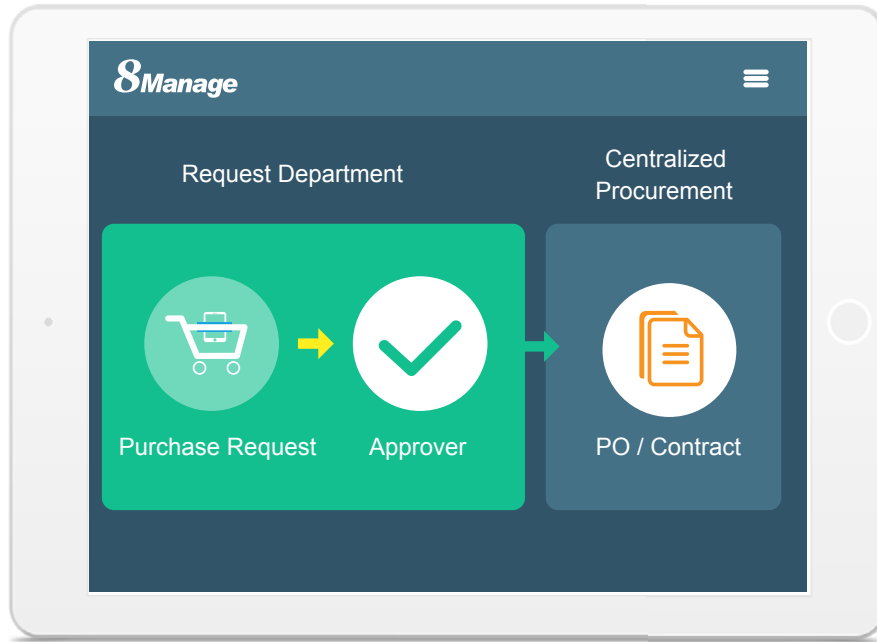 8Manage
Request Department
Centralized
Procurement
Purchase Request
Approver
PO / Contract